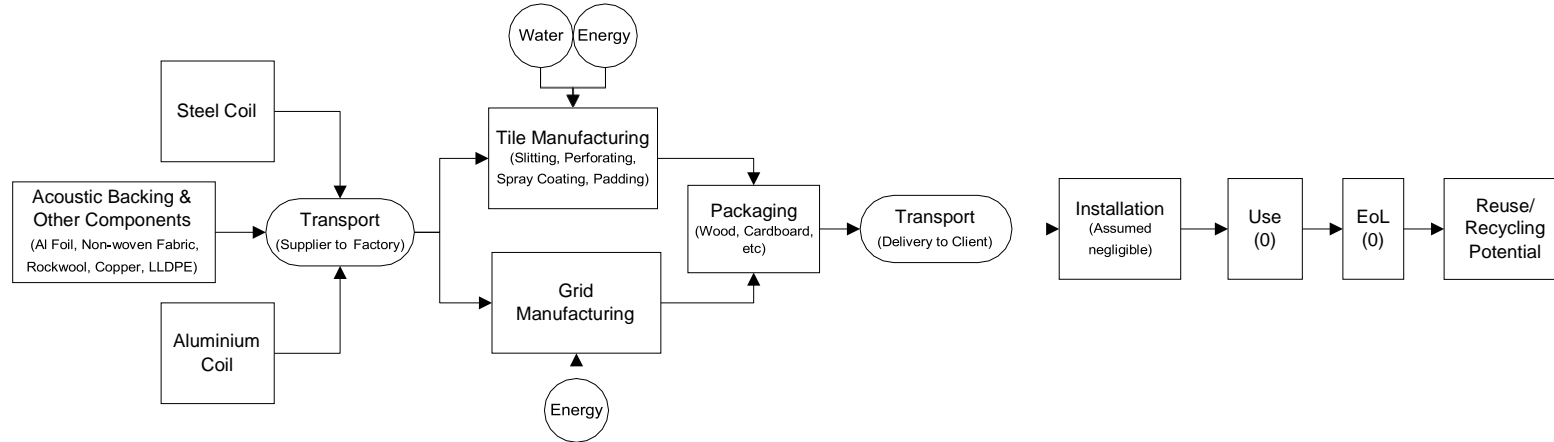 Water
Energy
Steel Coil
Tile Manufacturing
(Slitting, Perforating,
Spray Coating, Padding)
Acoustic Backing &
Other Components
(Al Foil, Non-woven Fabric,
Rockwool, Copper, LLDPE)
Transport
(Supplier to Factory)
Packaging
(Wood, Cardboard,
etc)
Transport
(Delivery to Client)
Installation
(Assumed
negligible)
Use
(0)
EoL
(0)
Reuse/
Recycling
Potential
Grid
Manufacturing
Aluminium
Coil
Energy